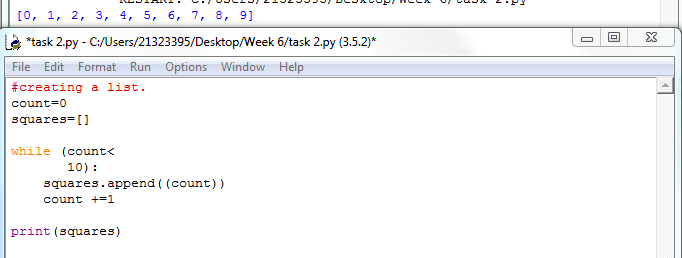 RESTART: C:/Users/21323395/Desktop/Week 6/task 2.py
[0, 1, 2, 3, 4, 5, 6, 7, 8, 9]
*task 2.py - C:/Users/21323395/Desktop/Week 6/task 2.py (3.5.2)*
File Edit Format Run Options Window Help
#creating a list.
count=0
squares=[]
while (count<
10):
squares.append((count))
count +=1
print(squares)